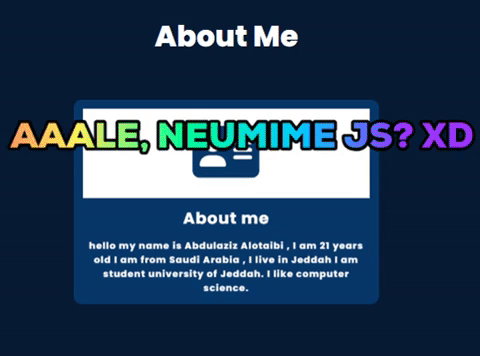 About Me
AAALE, NEUMIME JS? XD
About me
hello my name is Abdulaziz Alotaibi , I am 21 years
old I am from Saudi Arabia , I live in Jeddah I am
student university of Jeddah. I like computer
science.